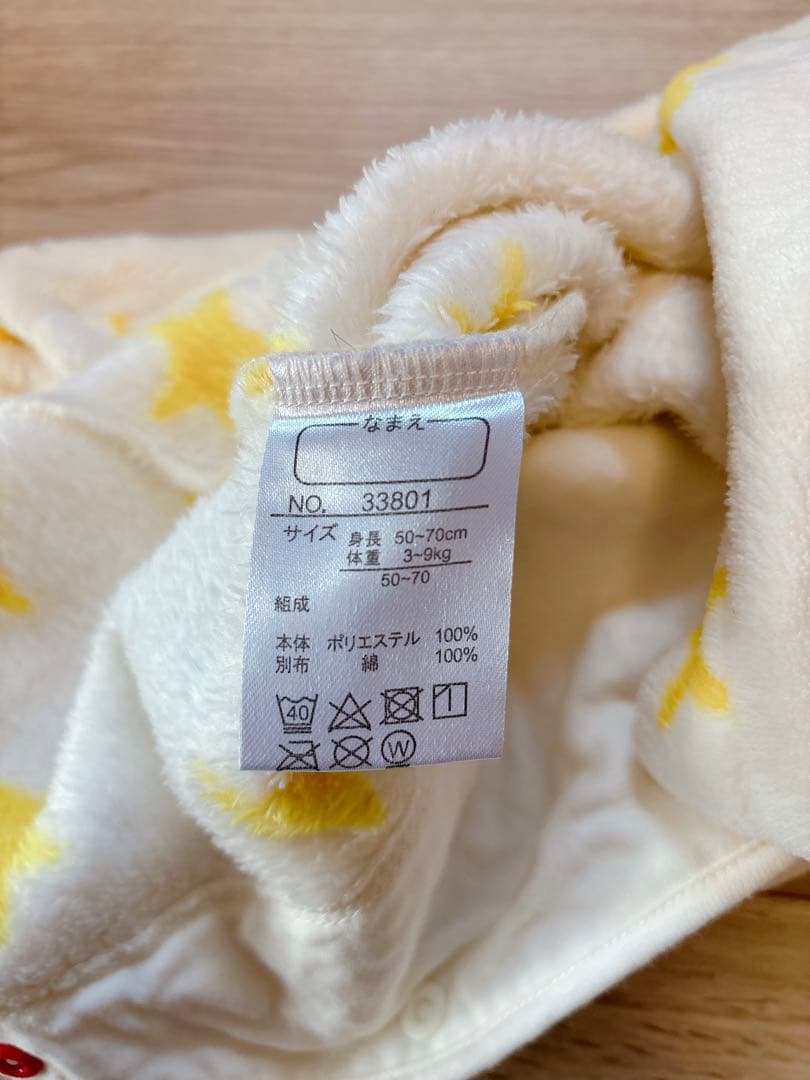 なまえ
NO. 33801
サイズ 身長 50~70cm
体重 3~9kg
50~70
組成
本体 ポリエステル 100%
別布 綿 100%
40
W